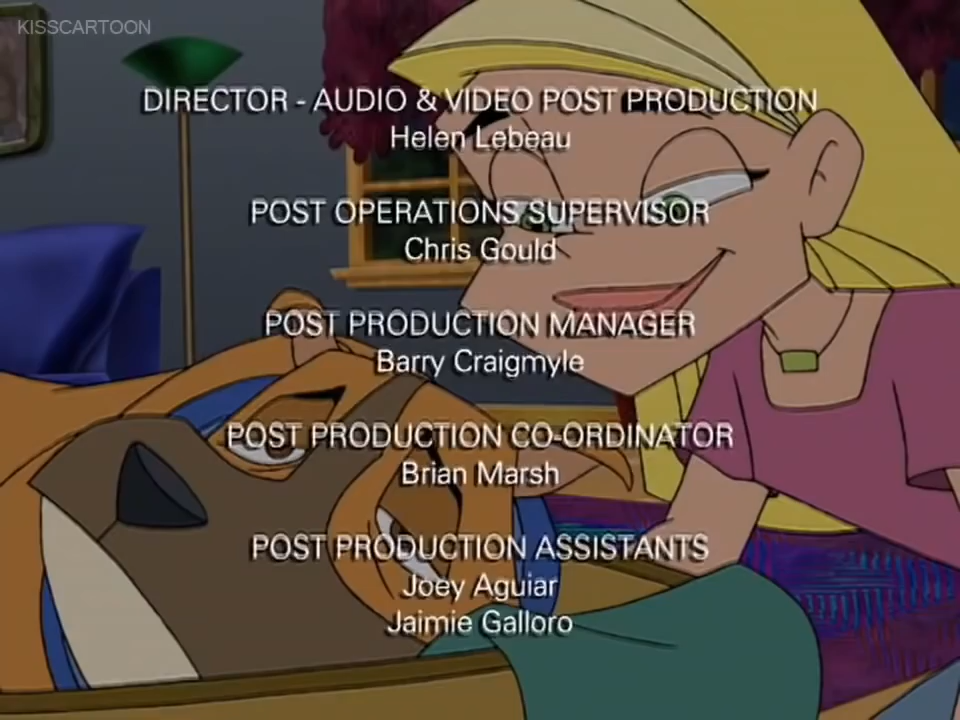 KISSCARTOON
DIRECTOR - AUDIO & VIDEO POST PRODUCTION
Helen Lebeau
POST OPERATIONS SUPERVISOR
Chris Gould
POST PRODUCTION MANAGER
Barry Craigmyle
POST PRODUCTION CO-ORDINATOR
Brian Marsh
POST PRODUCTION ASSISTANTS
Joey Aguiar
Jaimie Galloro